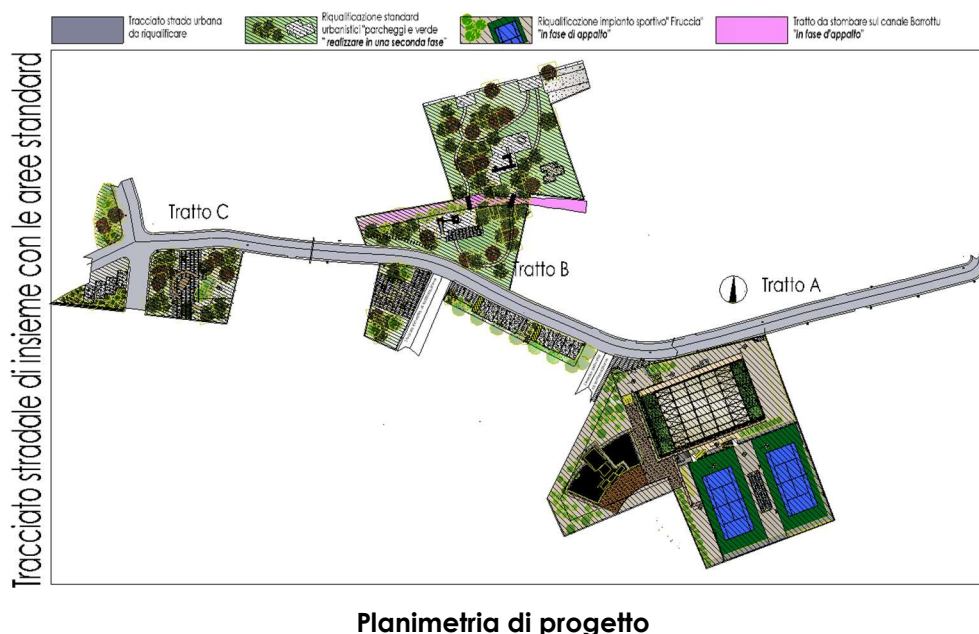 Tracciato strada urbana
da riqualificare
Riqualificazione standard
urbanistici "parcheggi e verde
"realizzare in una seconda fase"
Riqualificazione impianto sportiva" Firuccia"
"in fase di appalto"
Tratto da stombare sul canale Barrottu
"in fase d'appalto"
Tracciato stradale di insieme con le aree standard
Tratto C
Tratto B
Tratto A
Planimetria di progetto